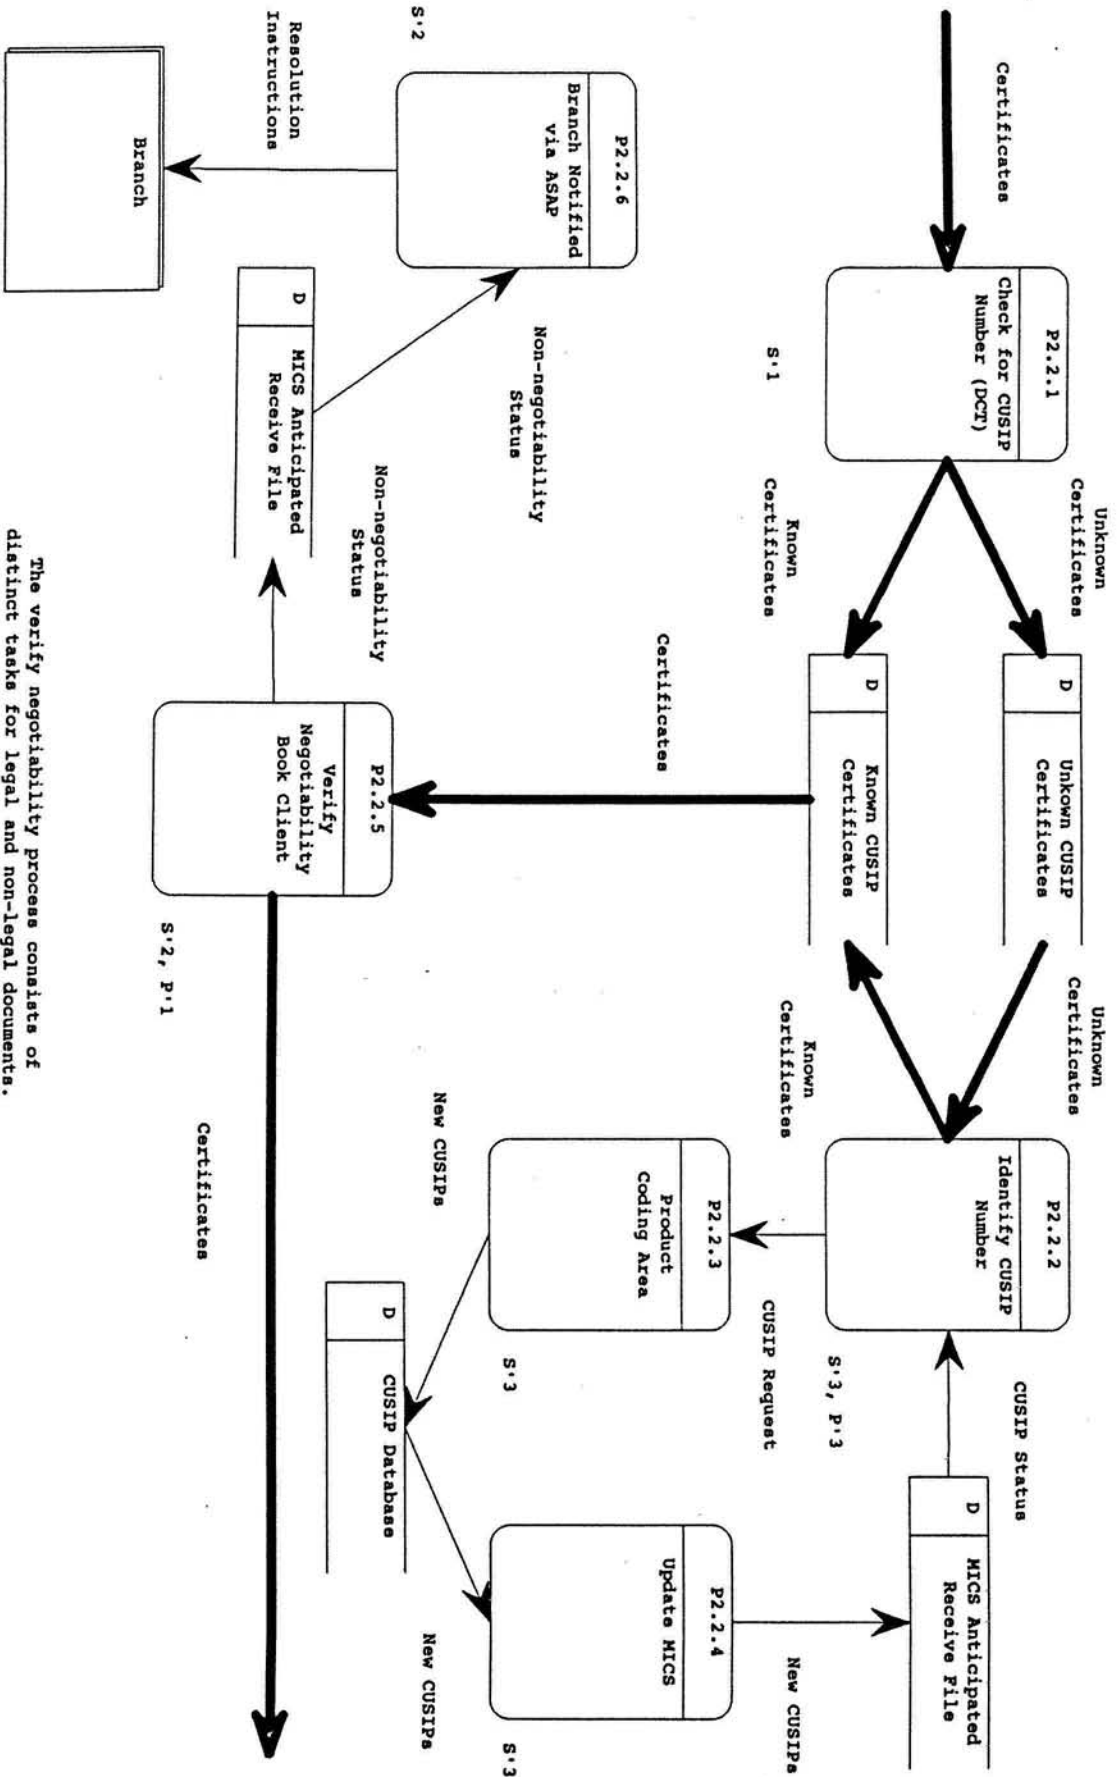 Certificates
P2.2.1
Check for CUSIP
Number (DCT)
S'1
Unknown
Certificates
Known
Certificates
D
Unkown CUSIP
Certificates
D
Known CUSIP
Certificates
Unknown
Certificates
Known
Certificates
P2.2.2
Identify CUSIP
Number
S'3, P'3
CUSIP Status
D
MICS Anticipated
Receive File
CUSIP Request
P2.2.3
Product
Coding Area
S'3
New CUSIPs
D
CUSIP Database
New CUSIPs
P2.2.4
Update MICS
S'3
New CUSIPs
Certificates
P2.2.5
Verify
Negotiability
Book Client
S'2, P'1
Certificates
Non-negotiability
Status
D
MICS Anticipated
Receive File
Non-negotiability
Status
P2.2.6
Branch Notified
via ASAP
S'2
Resolution
Instructions
Branch
The verify negotiability process consists of
distinct tasks for legal and non-legal documents.